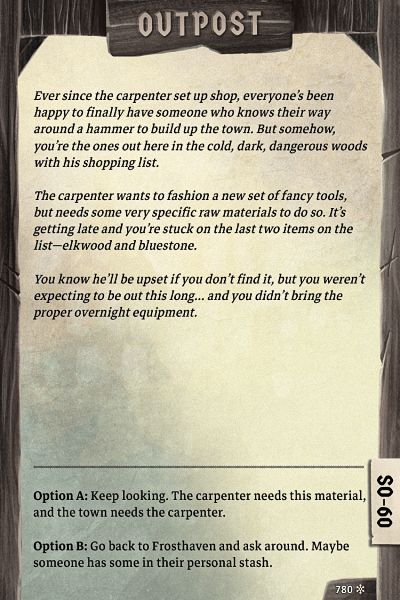 OUTPOST
Ever since the carpenter set up shop, everyone's been
happy to finally have someone who knows their way
around a hammer to build up the town. But somehow,
you're the ones out here in the cold, dark, dangerous woods
with his shopping list.
The carpenter wants to fashion a new set of fancy tools,
but needs some very specific raw materials to do so. It's
getting late and you're stuck on the last two items on the
list—elkwood and bluestone.
You know he'll be upset if you don't find it, but you weren't
expecting to be out this long... and you didn't bring the
proper overnight equipment.
Option A: Keep looking. The carpenter needs this material,
and the town needs the carpenter.
Option B: Go back to Frosthaven and ask around. Maybe
someone has some in their personal stash.
SO-60
780